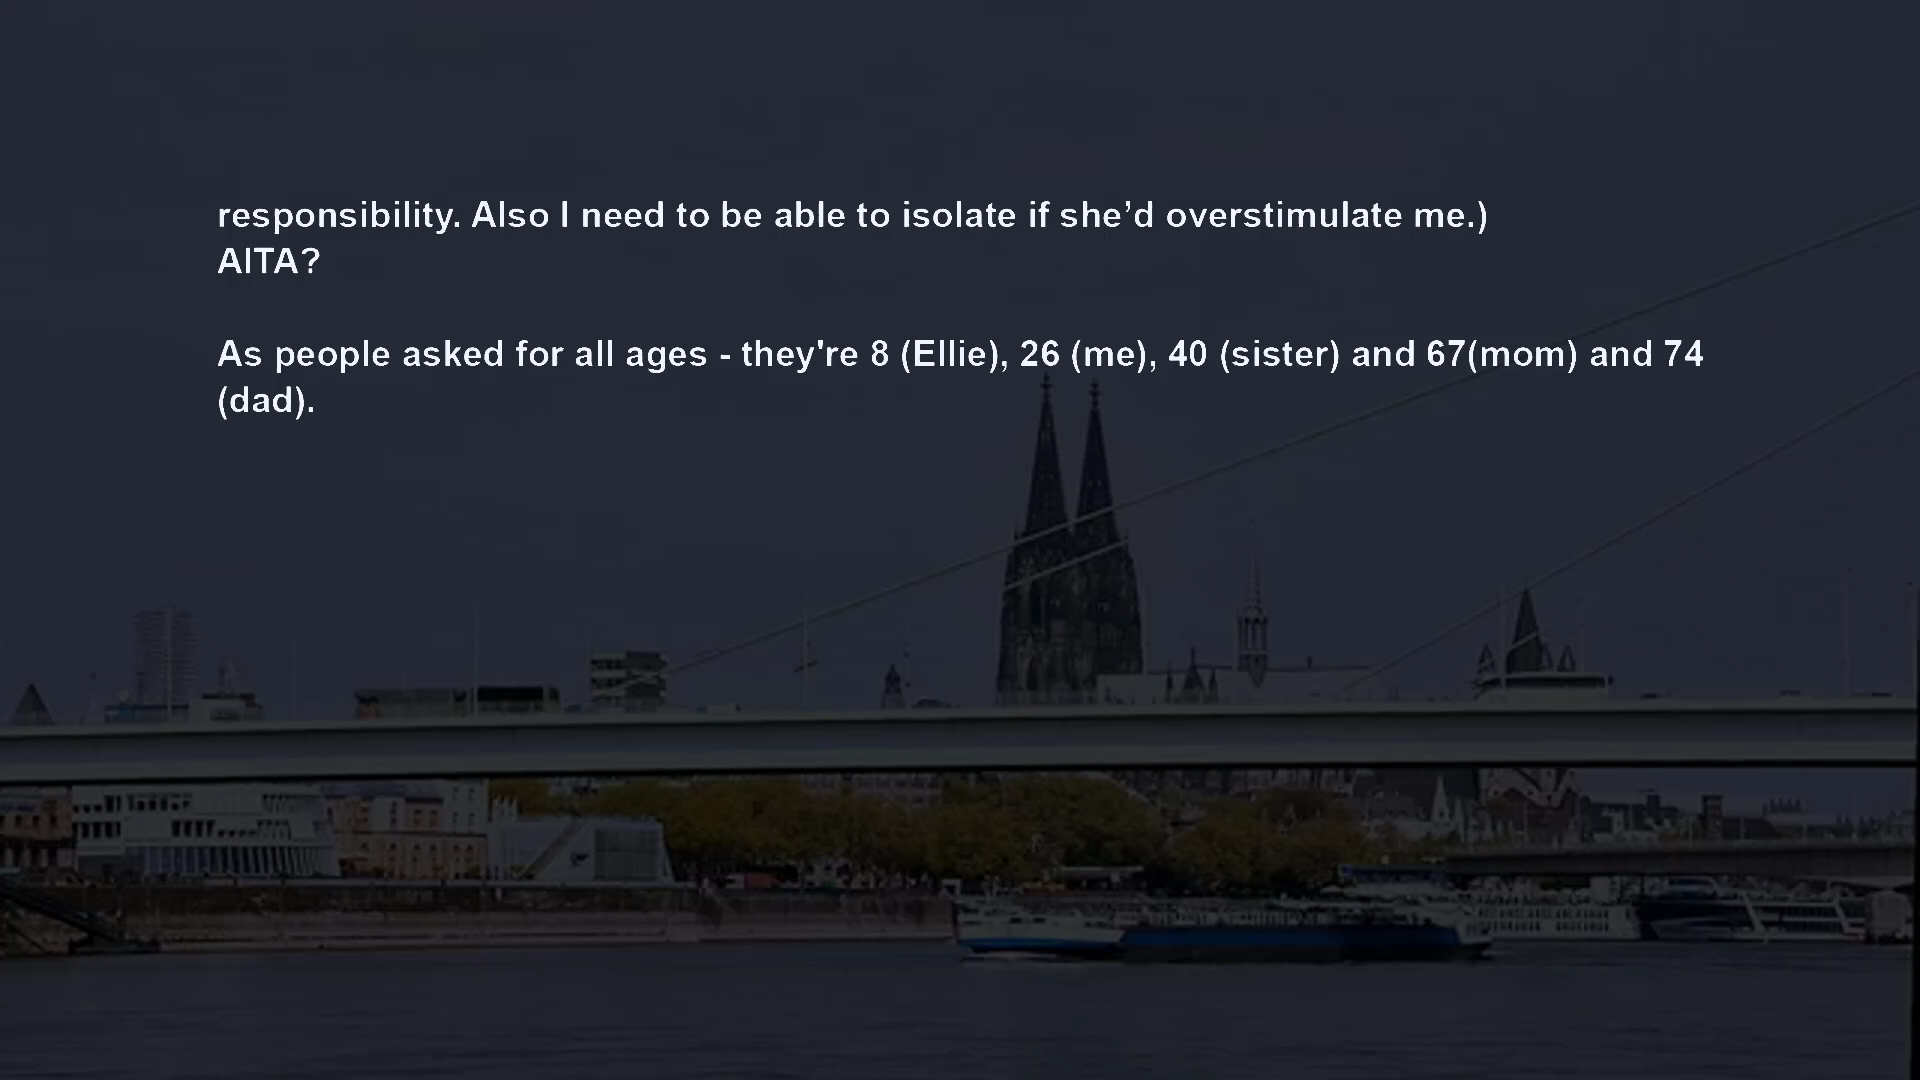 responsibility. Also I need to be able to isolate if she’d overstimulate me.)
AITA?
As people asked for all ages - they're 8 (Ellie), 26 (me), 40 (sister) and 67(mom) and 74
(dad).